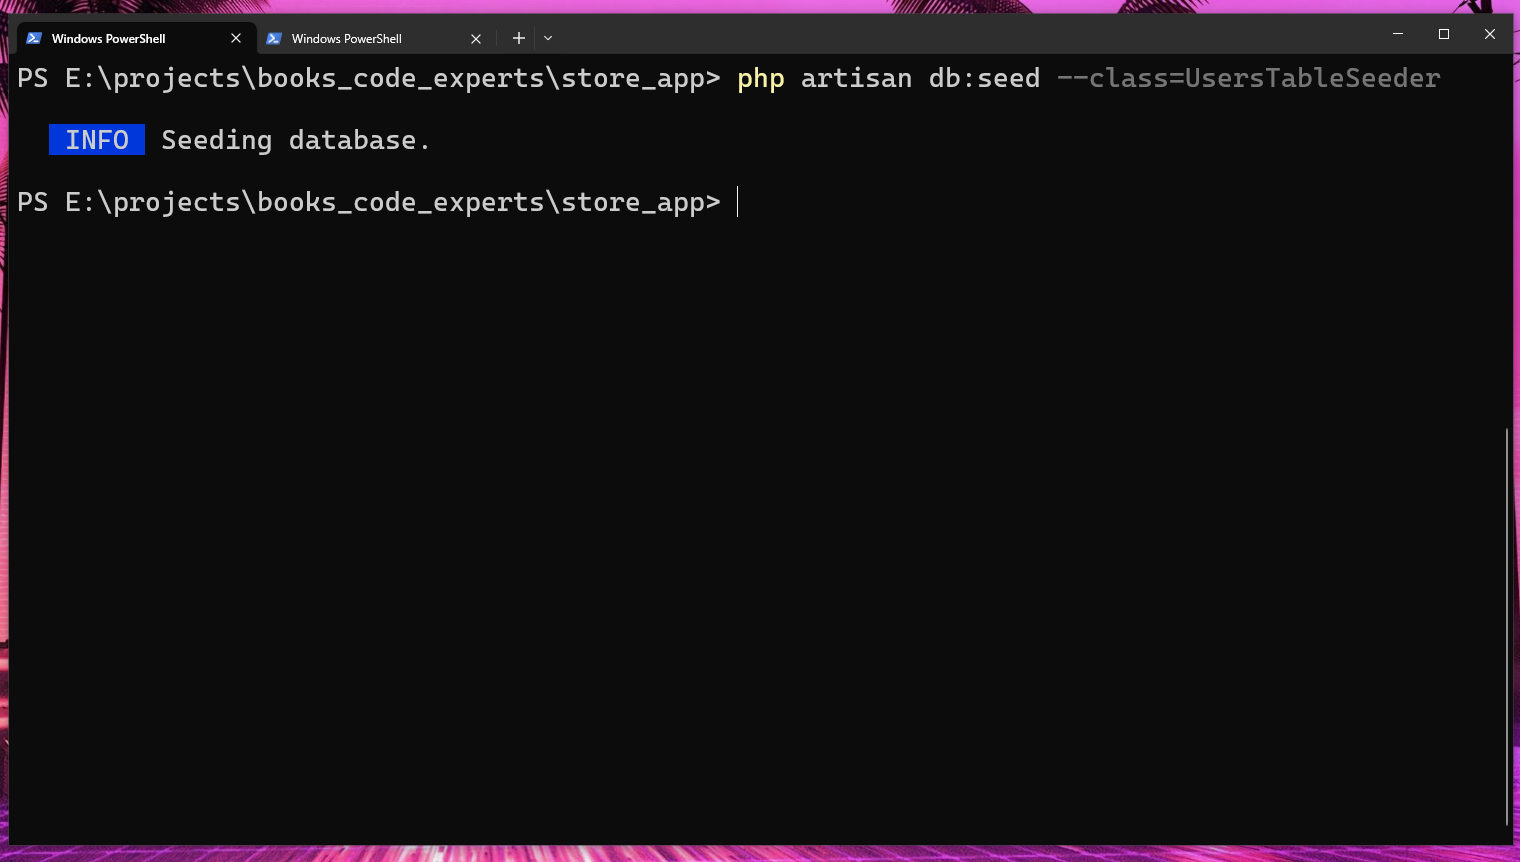 Windows PowerShell
Windows PowerShell
PS E:\projects\books_code_experts\store_app> php artisan db:seed --class=UsersTableSeeder
INFO Seeding database.
PS E:\projects\books_code_experts\store_app>